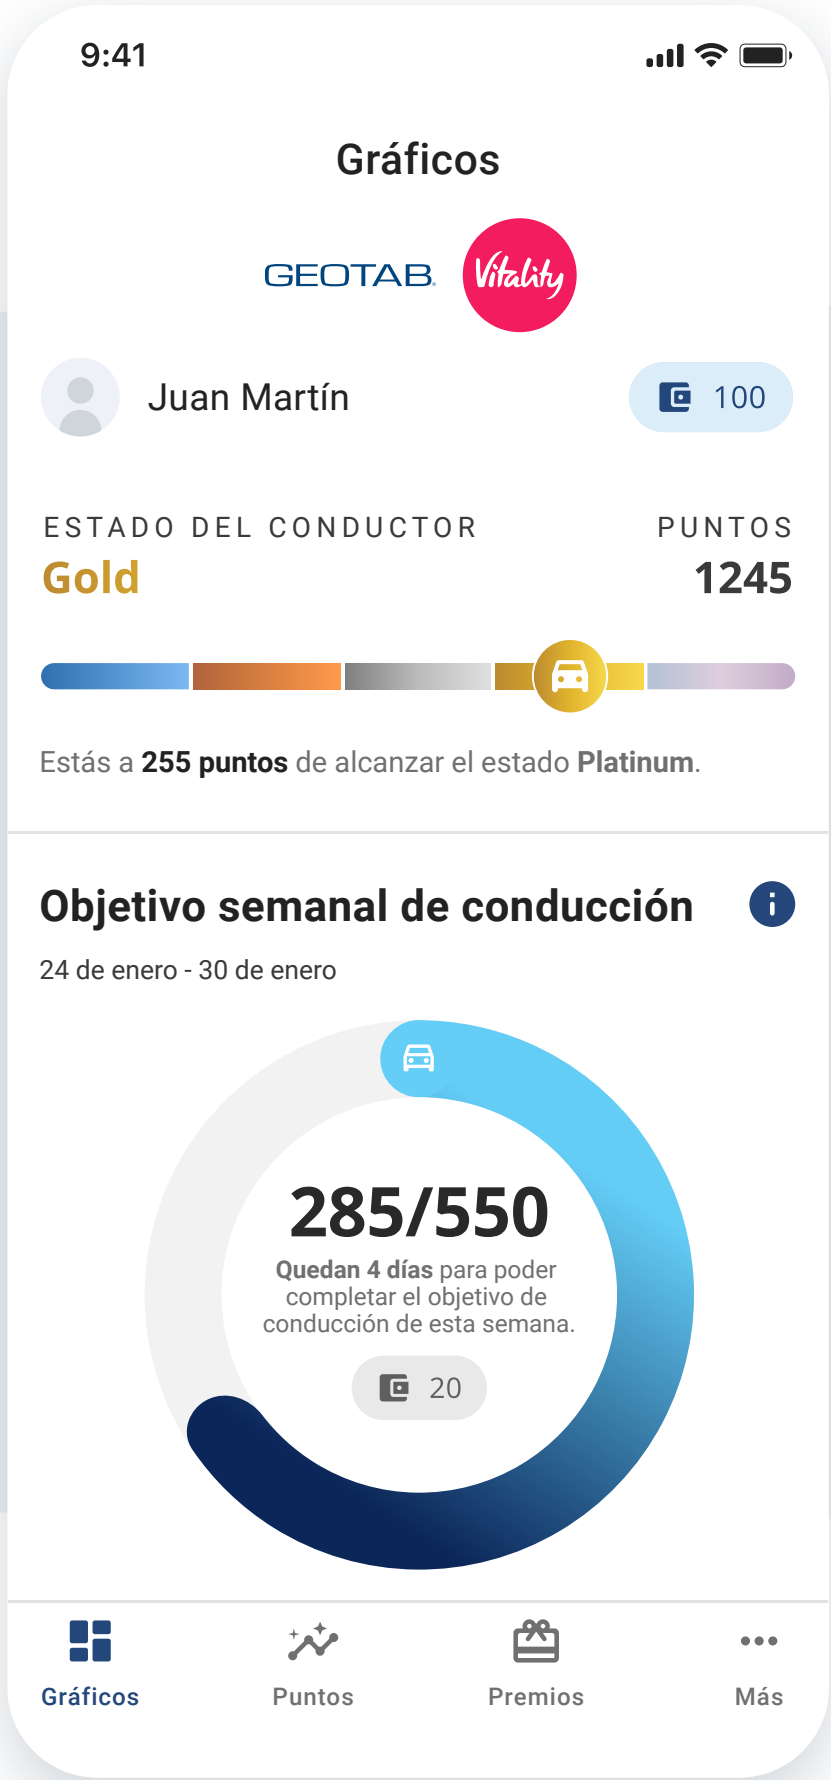 9:41
Gráficos
GEOTAB. Vitality
Juan Martín 100
ESTADO DEL CONDUCTOR PUNTOS
Gold 1245
Estás a 255 puntos de alcanzar el estado Platinum.
Objetivo semanal de conducción i
24 de enero - 30 de enero
285/550
Quedan 4 días para poder
completar el objetivo de
conducción de esta semana.
20
Gráficos Puntos Premios Más